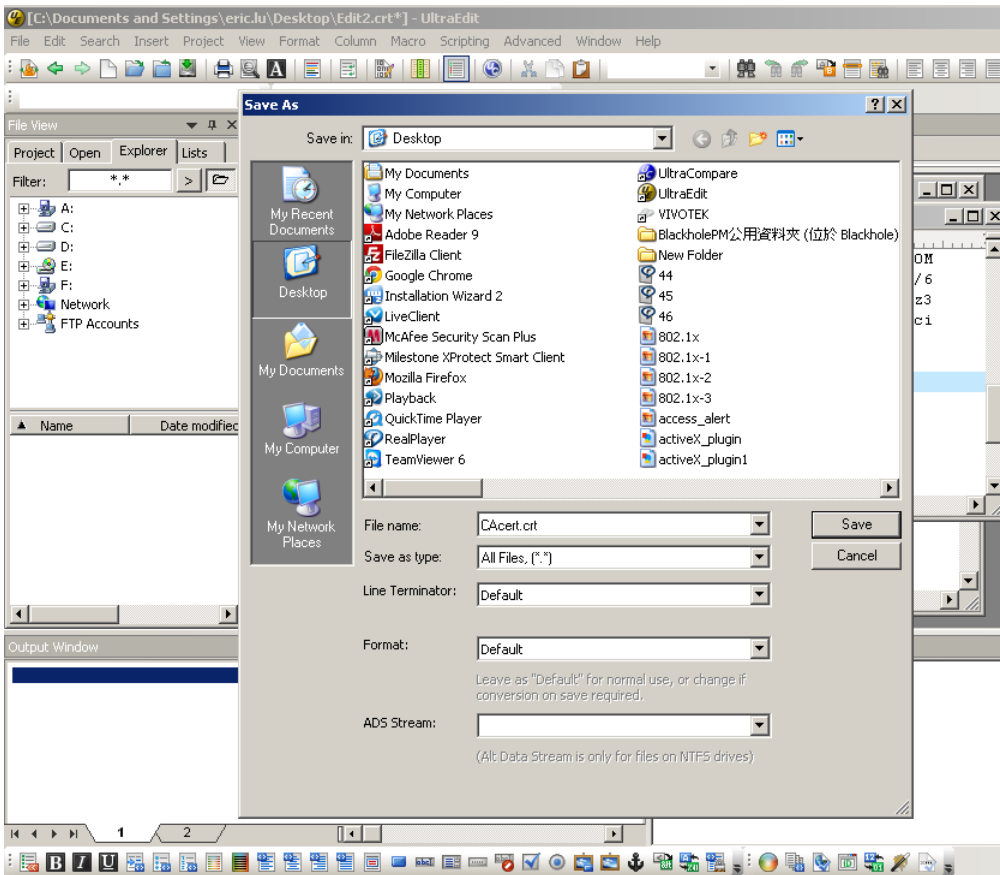 [C:\Documents and Settings\eric.lu\Desktop\Edit2.crt*] - UltraEdit
File Edit Search Insert Project View Format Column Macro Scripting Advanced Window Help
Save As
File View
Project Open Explorer Lists
Filter: *.* >
A:
C:
D:
E:
F:
Network
FTP Accounts
Name Date modified
Save in: Desktop
My Recent Documents
Desktop
My Documents
My Computer
My Network Places
My Documents
My Computer
My Network Places
Adobe Reader 9
FileZilla Client
Google Chrome
Installation Wizard 2
LiveClient
McAfee Security Scan Plus
Milestone XProtect Smart Client
Mozilla Firefox
Playback
QuickTime Player
RealPlayer
TeamViewer 6
UltraCompare
UltraEdit
VIVOTEK
BlackholePM公用資料夾 (位於 Blackhole)
New Folder
44
45
46
802.1x
802.1x-1
802.1x-2
802.1x-3
access_alert
activeX_plugin
activeX_plugin1
OM
/6
z3
ci
File name: CAcert.crt Save
Save as type: All Files, (*.*) Cancel
Line Terminator: Default
Format: Default
Leave as "Default" for normal use, or change if
conversion on save required.
ADS Stream:
(Alt Data Stream is only for files on NTFS drives)
Output Window
1 2
B I U